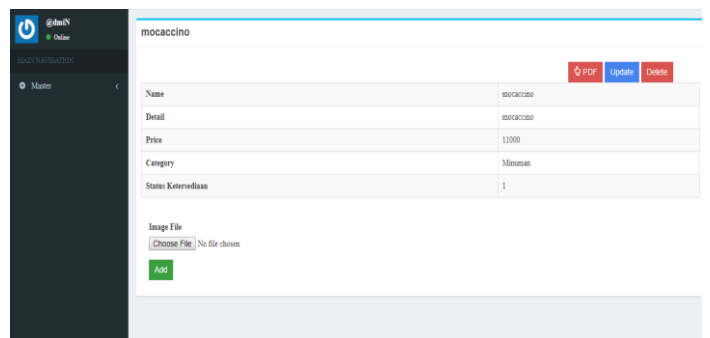 @dmiN
Online
MAIN NAVIGATION
Master
mocaccino
PDF Update Delete
Name mocaccino
Detail mocaccino
Price 11000
Category Minuman
Status Ketersediaan 1
Image File
Choose File No file chosen
Add